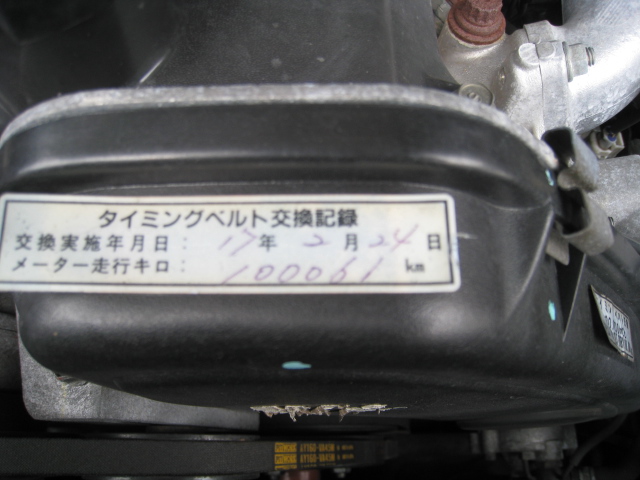 タイミングベルト交換記録
交換実施年月日： 17年 2月 24日
メーター走行キロ： 100061 km